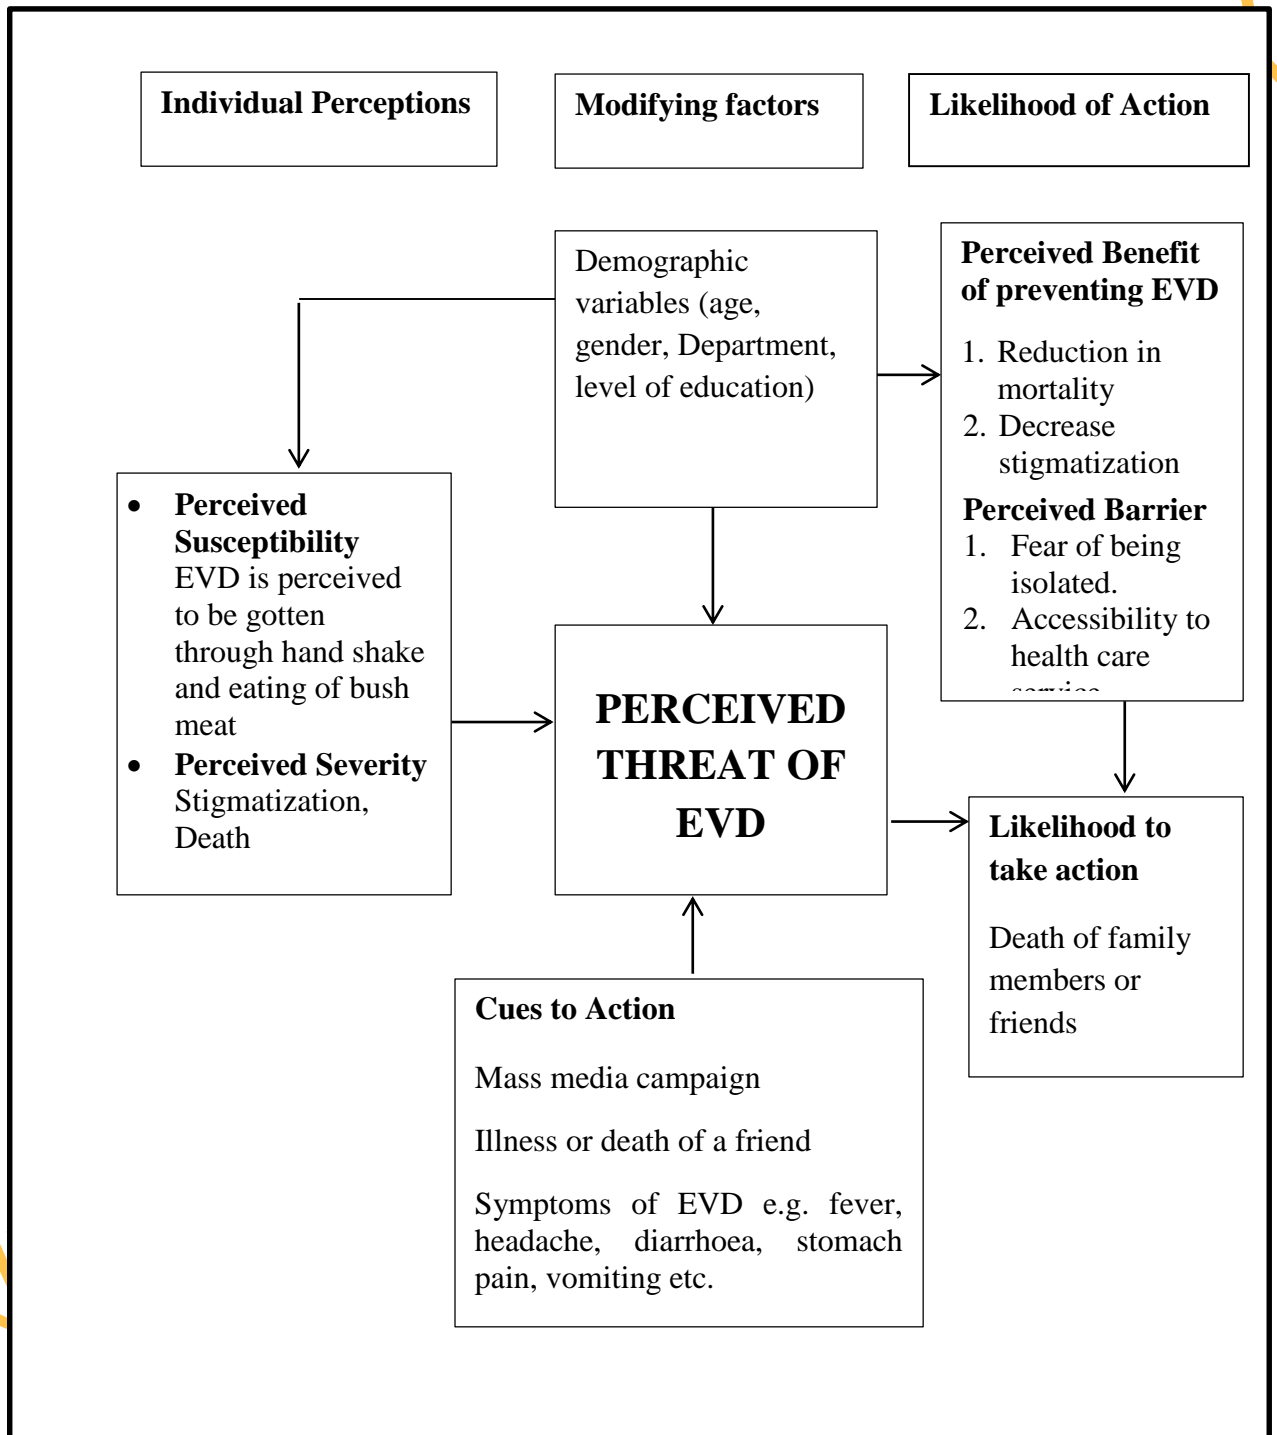 Individual Perceptions
Modifying factors
Likelihood of Action
Demographic
variables (age,
gender, Department,
level of education)
Perceived Benefit
of preventing EVD
1. Reduction in
mortality
2. Decrease
stigmatization
Perceived Barrier
1. Fear of being
isolated.
2. Accessibility to
health care
service
• Perceived
Susceptibility
EVD is perceived
to be gotten
through hand shake
and eating of bush
meat
• Perceived Severity
Stigmatization,
Death
PERCEIVED
THREAT OF
EVD
Likelihood to
take action
Death of family
members or
friends
Cues to Action
Mass media campaign
Illness or death of a friend
Symptoms of EVD e.g. fever,
headache, diarrhoea, stomach
pain, vomiting etc.